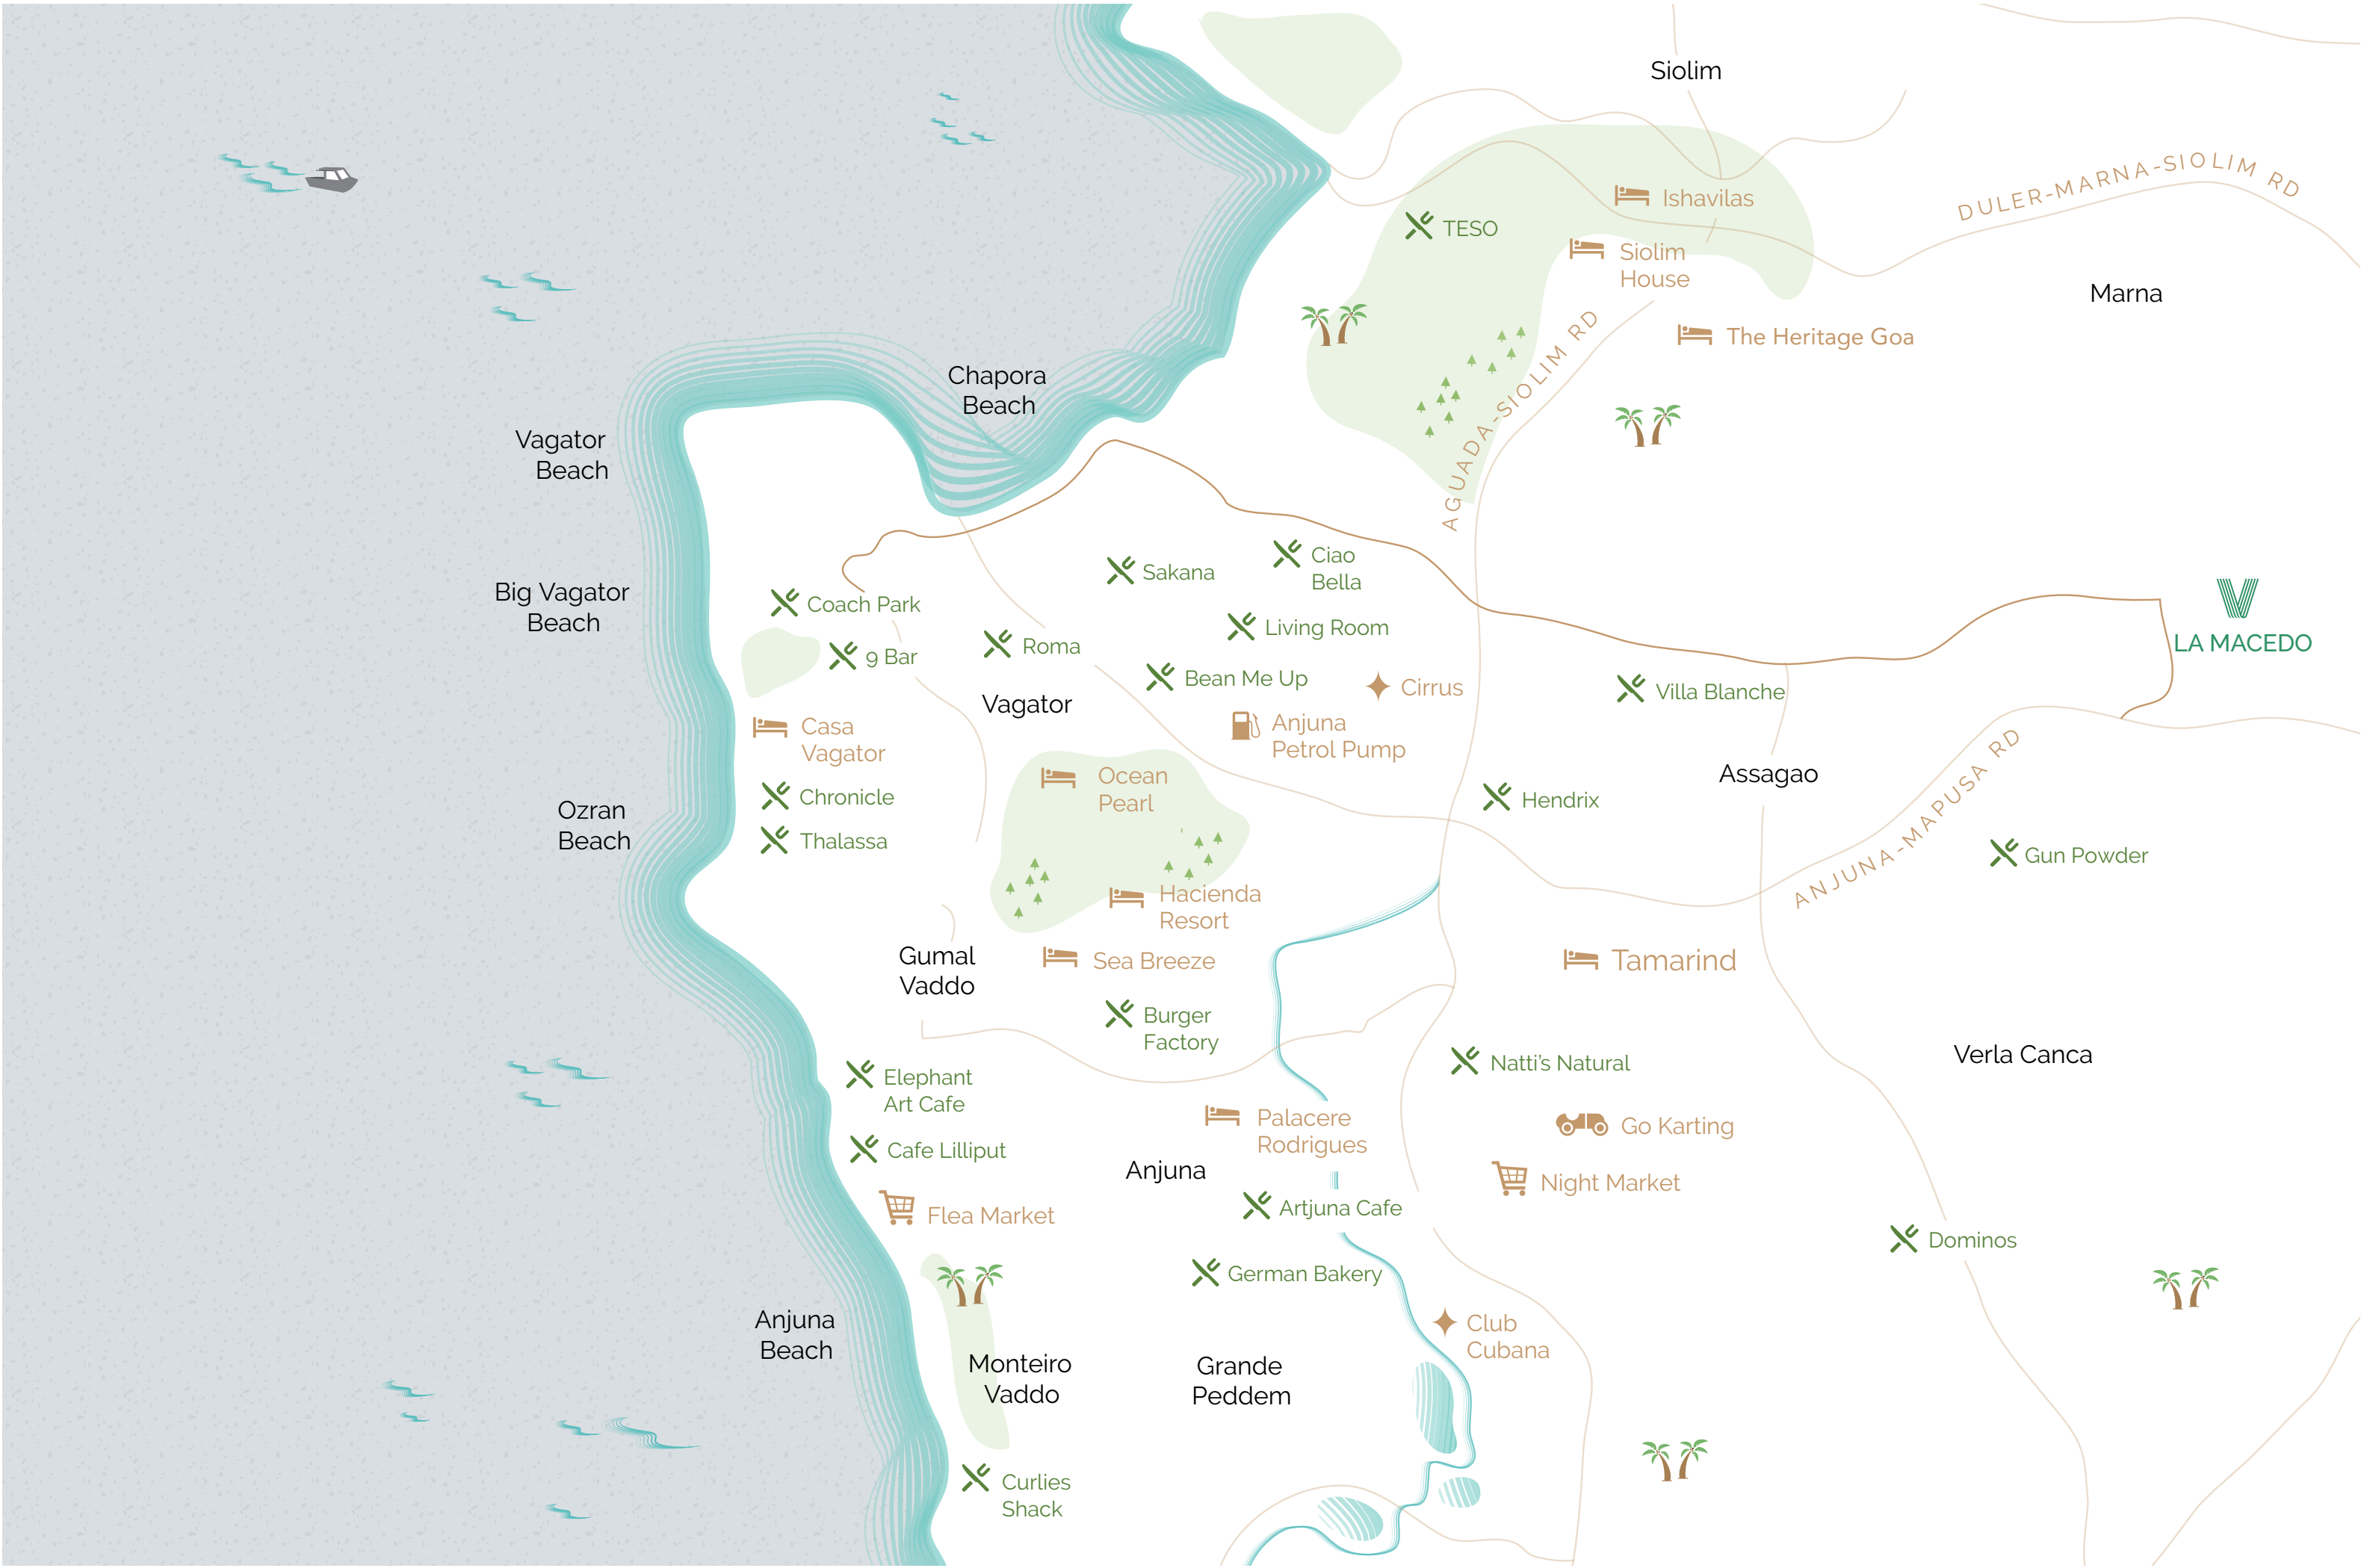 Siolim
DULER-MARNA-SIOLIM RD
Ishavilas
TESO
Siolim
House
Marna
The Heritage Goa
AGUADA-SIOLIM RD
Chapora
Beach
Vagator
Beach
Big Vagator
Beach
Ozran
Beach
Sakana
Ciao
Bella
Coach Park
Living Room
LA MACEDO
9 Bar
Roma
Bean Me Up
Cirrus
Villa Blanche
Vagator
Casa
Vagator
Anjuna
Petrol Pump
Ocean
Pearl
Assagao
ANJUNA-MAPUSA RD
Chronicle
Hendrix
Thalassa
Gun Powder
Hacienda
Resort
Gumal
Vaddo
Sea Breeze
Tamarind
Burger
Factory
Verla Canca
Natti's Natural
Elephant
Art Cafe
Palacere
Rodrigues
Go Karting
Cafe Lilliput
Anjuna
Night Market
Flea Market
Artjuna Cafe
Dominos
German Bakery
Anjuna
Beach
Club
Cubana
Monteiro
Vaddo
Grande
Peddem
Curlies
Shack